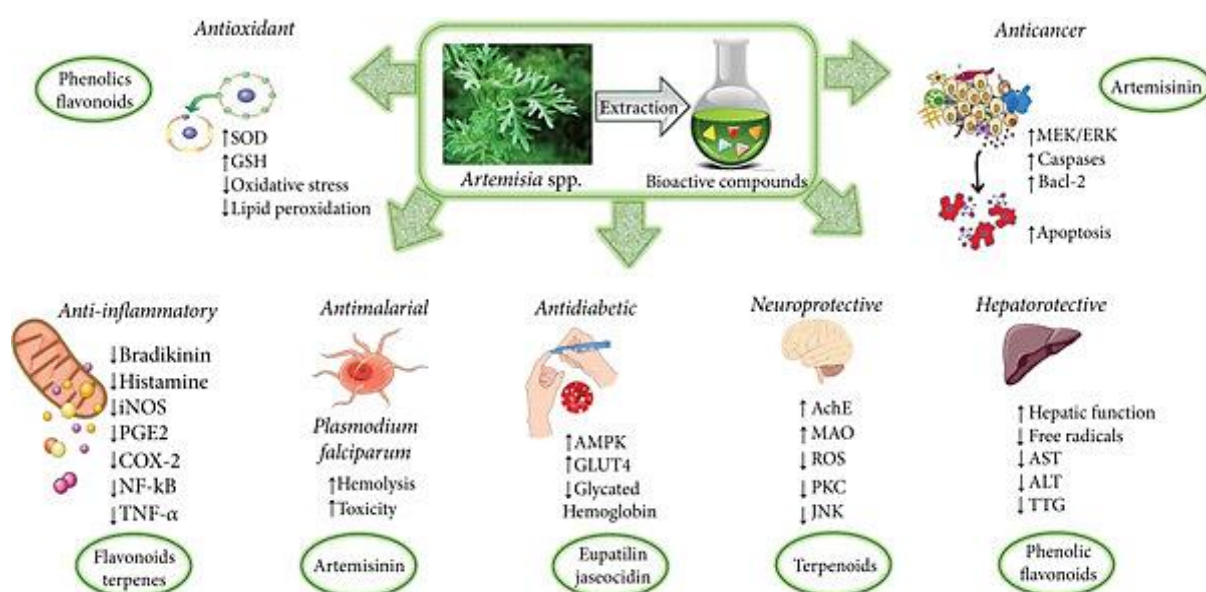 Antioxidant
Phenolics
flavonoids
↑SOD
↑GSH
↓Oxidative stress
↓Lipid peroxidation
Extraction
Artemisia spp.
Bioactive compounds
Anticancer
Artemisinin
↑MEK/ERK
↑Caspases
↑Bacl-2
↑Apoptosis
Anti-inflammatory
↓Bradikinin
↓Histamine
↓iNOS
↓PGE2
↓COX-2
↓NF-kB
↓TNF-α
Flavonoids
terpenes
Antimalarial
Plasmodium
falciparum
↑Hemolysis
↑Toxicity
Artemisinin
Antidiabetic
↑AMPK
↑GLUT4
↓Glycated
Hemoglobin
Eupatilin
jaseocidin
Neuroprotective
↑AchE
↑MAO
↓ROS
↓PKC
↓JNK
Terpenoids
Hepatorotective
↑Hepatic function
↓Free radicals
↓AST
↓ALT
↓TTG
Phenolic
flavonoids